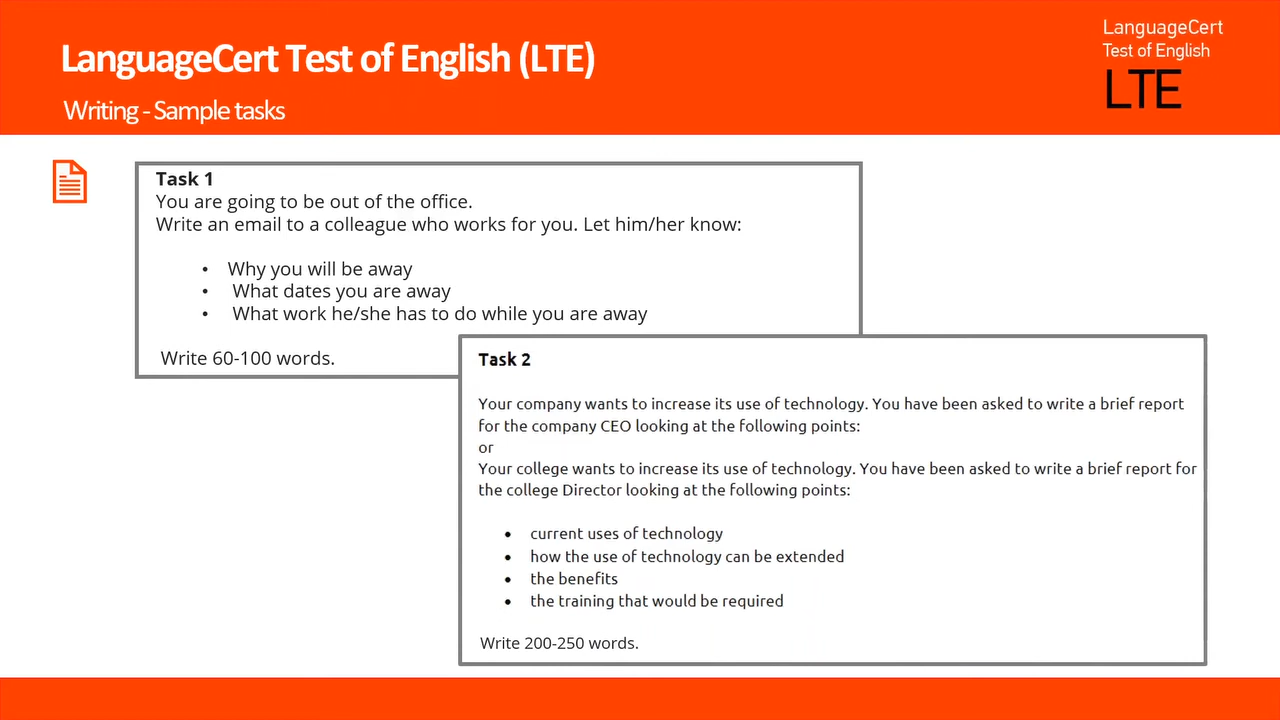 LanguageCert Test of English (LTE)
Writing - Sample tasks
LanguageCert
Test of English
LTE
Task 1
You are going to be out of the office.
Write an email to a colleague who works for you. Let him/her know:
• Why you will be away
• What dates you are away
• What work he/she has to do while you are away
Write 60-100 words.
Task 2
Your company wants to increase its use of technology. You have been asked to write a brief report
for the company CEO looking at the following points:
or
Your college wants to increase its use of technology. You have been asked to write a brief report for
the college Director looking at the following points:
• current uses of technology
• how the use of technology can be extended
• the benefits
• the training that would be required
Write 200-250 words.